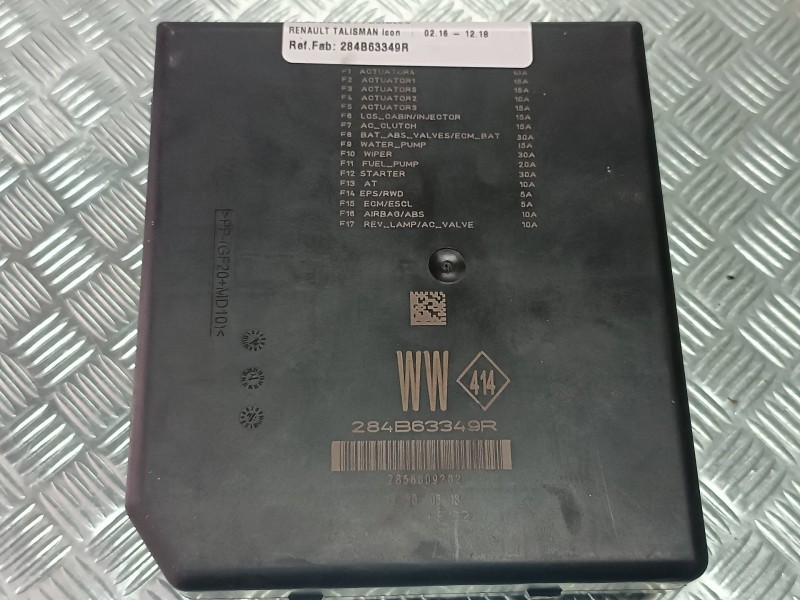 RENAULT TALISMAN Icon : 02.16 - 12.18
Ref.Fab: 284B63349R
F1 ACTUATOR4
F2 ACTUATOR1 15A
F3 ACTUATOR5 15A
F4 ACTUATOR2 10A
F5 ACTUATOR3 15A
F6 LCS_CABIN/INJECTOR 15A
F7 AC_CLUTCH 15A
F8 BAT_ABS_VALVES/ECM_BAT 30A
F9 WATER_PUMP 15A
F10 WIPER 30A
F11 FUEL_PUMP 20A
F12 STARTER 30A
F13 AT 10A
F14 EPS/RWD 5A
F15 ECM/ESCL 5A
F16 AIRBAG/ABS 10A
F17 REV_LAMP/AC_VALVE 10A
>PP-(GF20+MD10)<
WW 414
284B63349R